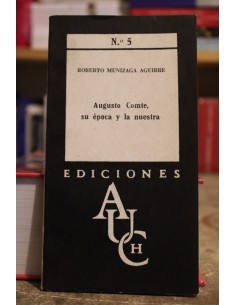 N.º 5
ROBERTO MUNIZAGA AGUIRRE
Augusto Comte,
su época y la nuestra
EDICIONES
AUCH